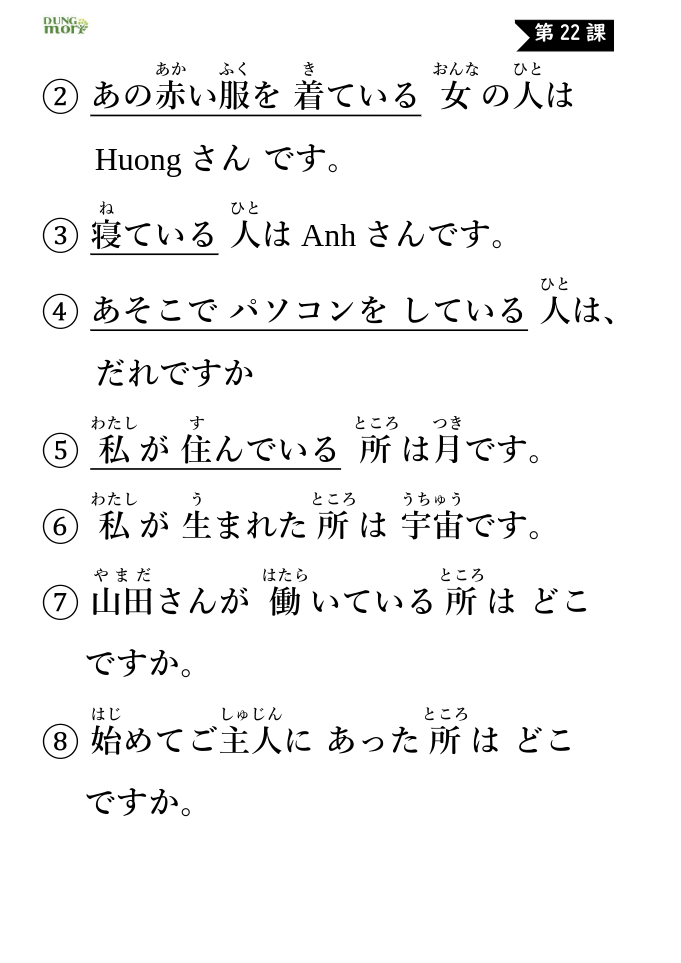 DUNG
mori
第 22 課
あか ふく き おんな ひと
② あの赤い服を 着ている 女 の人は
Huong さん です。
ね ひと
③ 寝ている 人は Anh さんです。
ひと
④ あそこで パソコンを している 人は、
だれですか
わたし す ところ つき
⑤ 私 が 住んでいる 所 は月です。
わたし う ところ うちゅう
⑥ 私 が 生まれた 所 は 宇宙です。
やまだ はたら ところ
⑦ 山田さんが 働 いている 所 は どこ
ですか。
はじ しゅじん ところ
⑧ 始めてご主人に あった 所 は どこ
ですか。